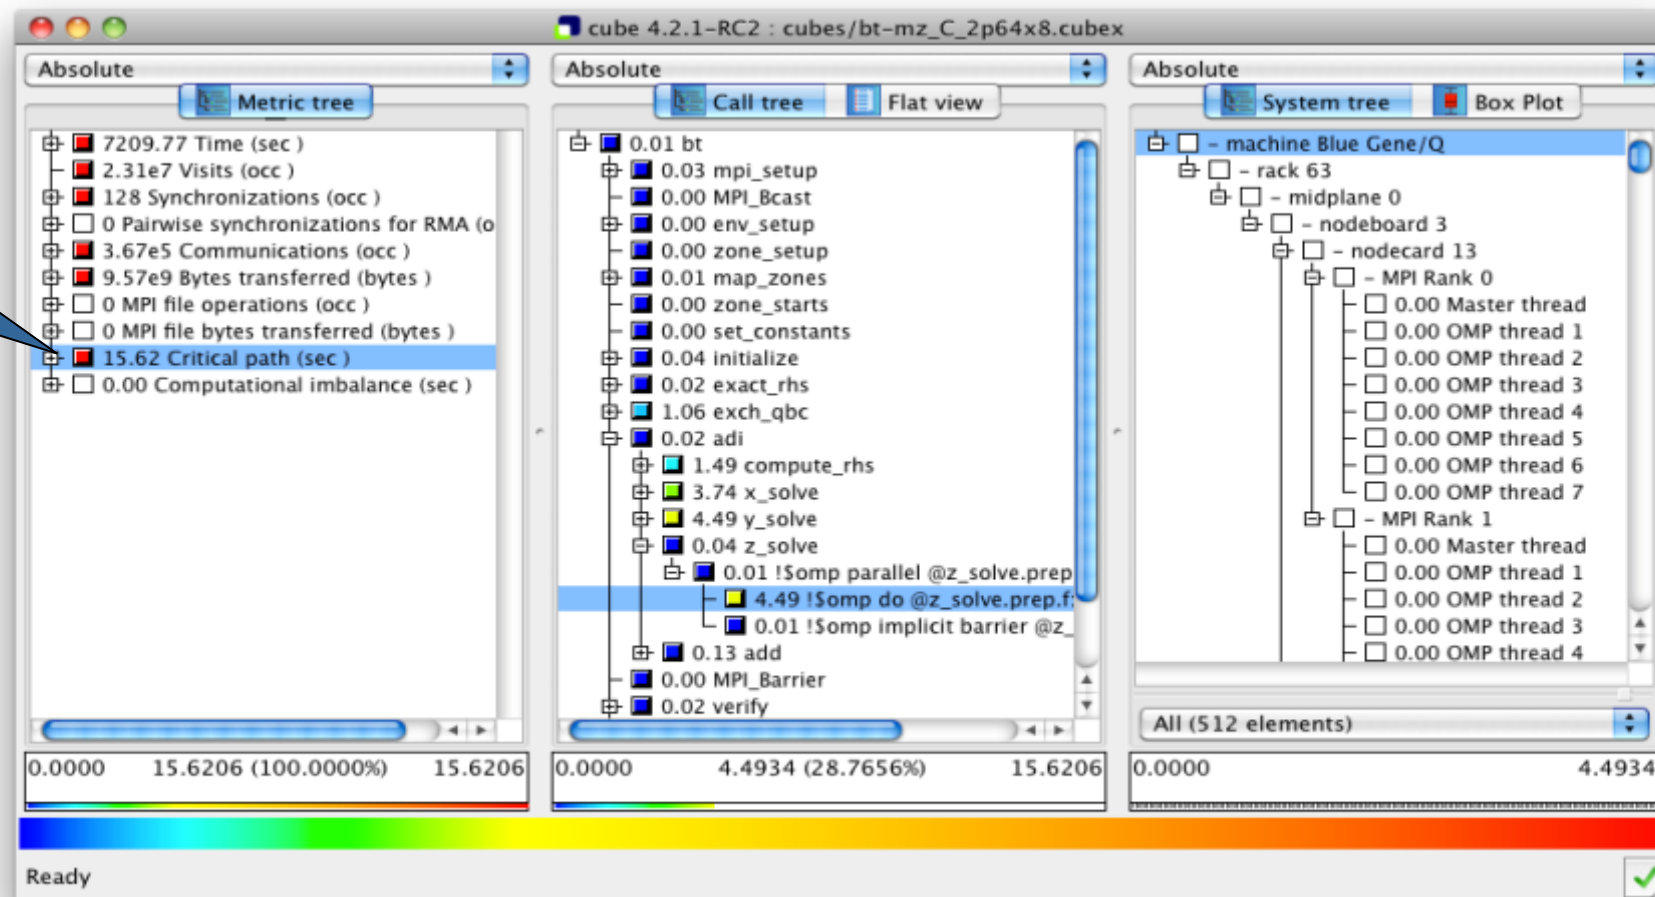 cube 4.2.1-RC2 : cubes/bt-mz_C_2p64x8.cubex
Absolute
Metric tree
7209.77 Time (sec )
2.31e7 Visits (occ )
128 Synchronizations (occ )
0 Pairwise synchronizations for RMA (o
3.67e5 Communications (occ )
9.57e9 Bytes transferred (bytes )
0 MPI file operations (occ )
0 MPI file bytes transferred (bytes )
15.62 Critical path (sec )
0.00 Computational imbalance (sec )
0.0000 15.6206 (100.0000%) 15.6206
Absolute
Call tree Flat view
0.01 bt
0.03 mpi_setup
0.00 MPI_Bcast
0.00 env_setup
0.00 zone_setup
0.01 map_zones
0.00 zone_starts
0.00 set_constants
0.04 initialize
0.02 exact_rhs
1.06 exch_qbc
0.02 adi
1.49 compute_rhs
3.74 x_solve
4.49 y_solve
0.04 z_solve
0.01 !$omp parallel @z_solve.prep
4.49 !$omp do @z_solve.prep.f:
0.01 !$omp implicit barrier @z_
0.13 add
0.00 MPI_Barrier
0.02 verify
0.0000 4.4934 (28.7656%) 15.6206
Absolute
System tree Box Plot
- machine Blue Gene/Q
- rack 63
- midplane 0
- nodeboard 3
- nodecard 13
- MPI Rank 0
0.00 Master thread
0.00 OMP thread 1
0.00 OMP thread 2
0.00 OMP thread 3
0.00 OMP thread 4
0.00 OMP thread 5
0.00 OMP thread 6
0.00 OMP thread 7
- MPI Rank 1
0.00 Master thread
0.00 OMP thread 1
0.00 OMP thread 2
0.00 OMP thread 3
0.00 OMP thread 4
All (512 elements)
0.0000 4.4934
Ready